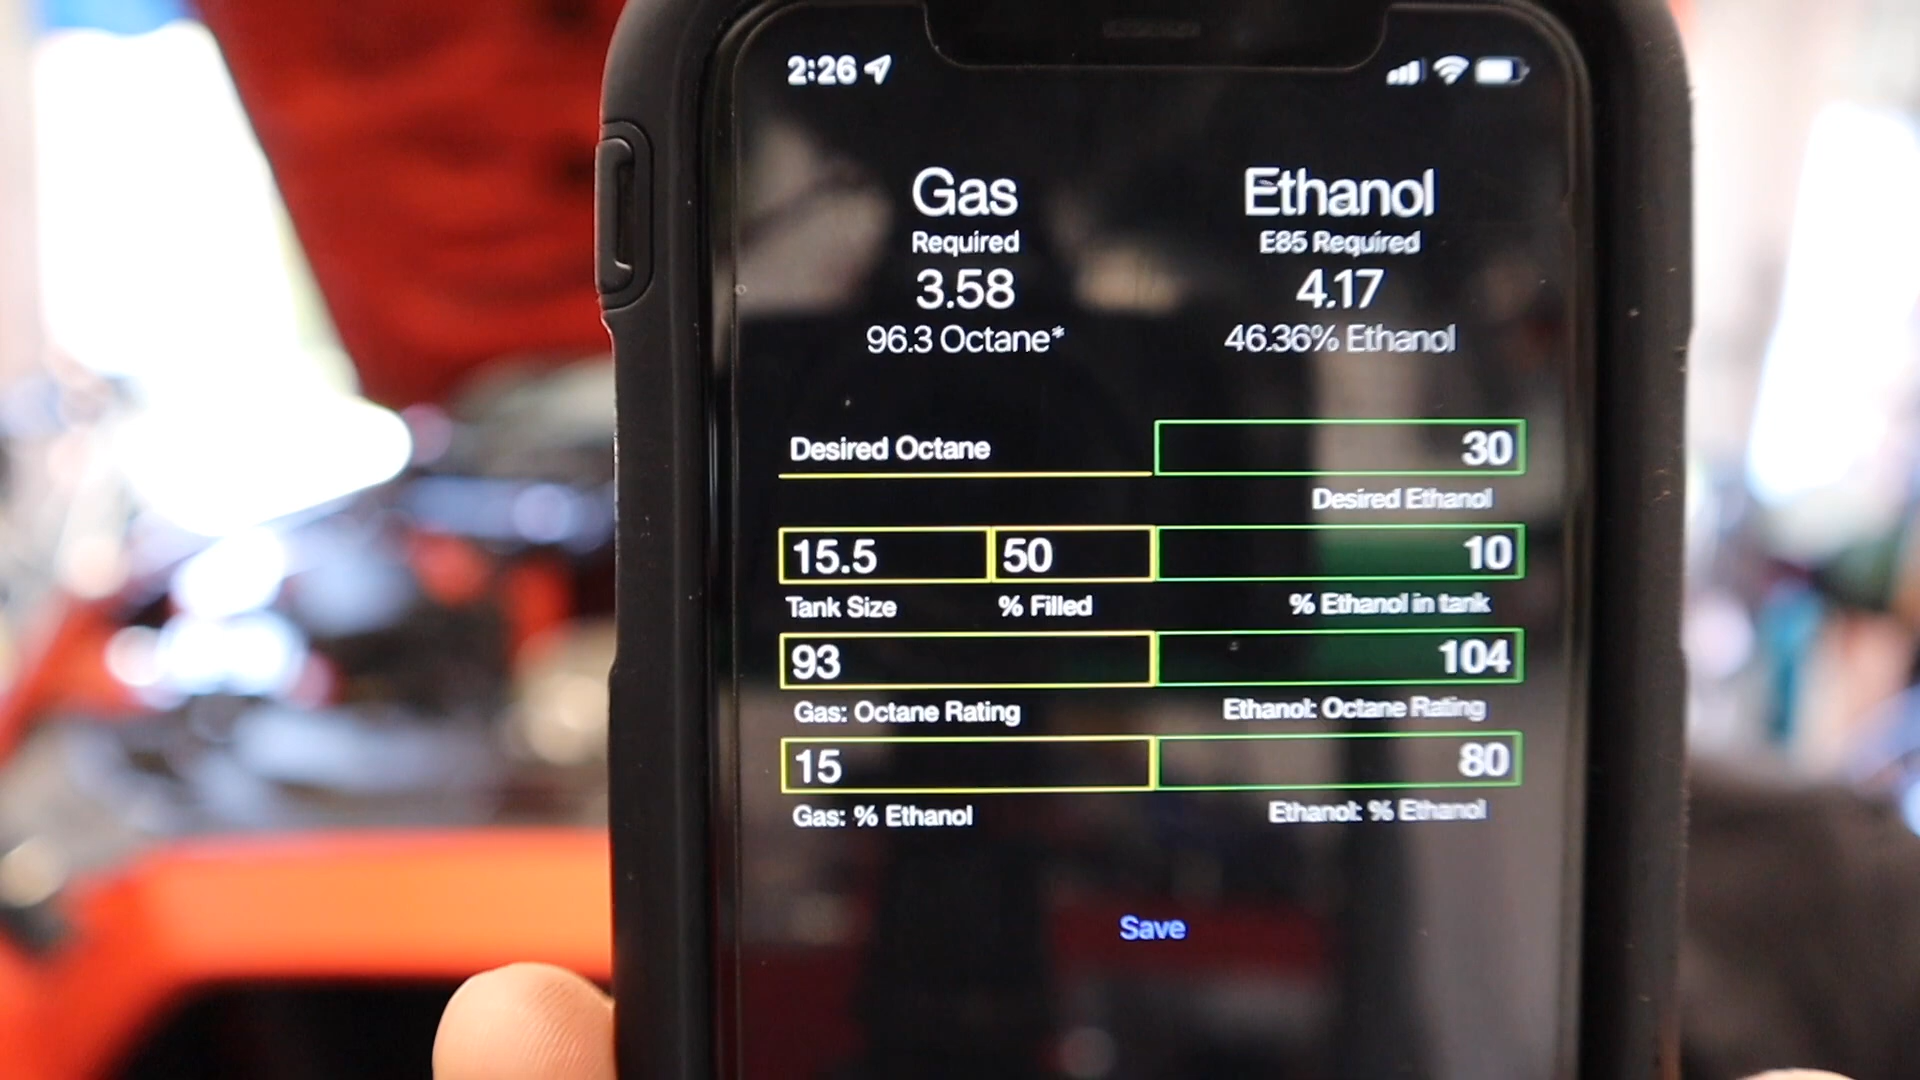 2:26
Gas Ethanol
Required E85 Required
3.58 4.17
96.3 Octane* 46.36% Ethanol
Desired Octane 30
Desired Ethanol
15.5 50 10
Tank Size % Filled % Ethanol in tank
93 104
Gas: Octane Rating Ethanol: Octane Rating
15 80
Gas: % Ethanol Ethanol: % Ethanol
Save